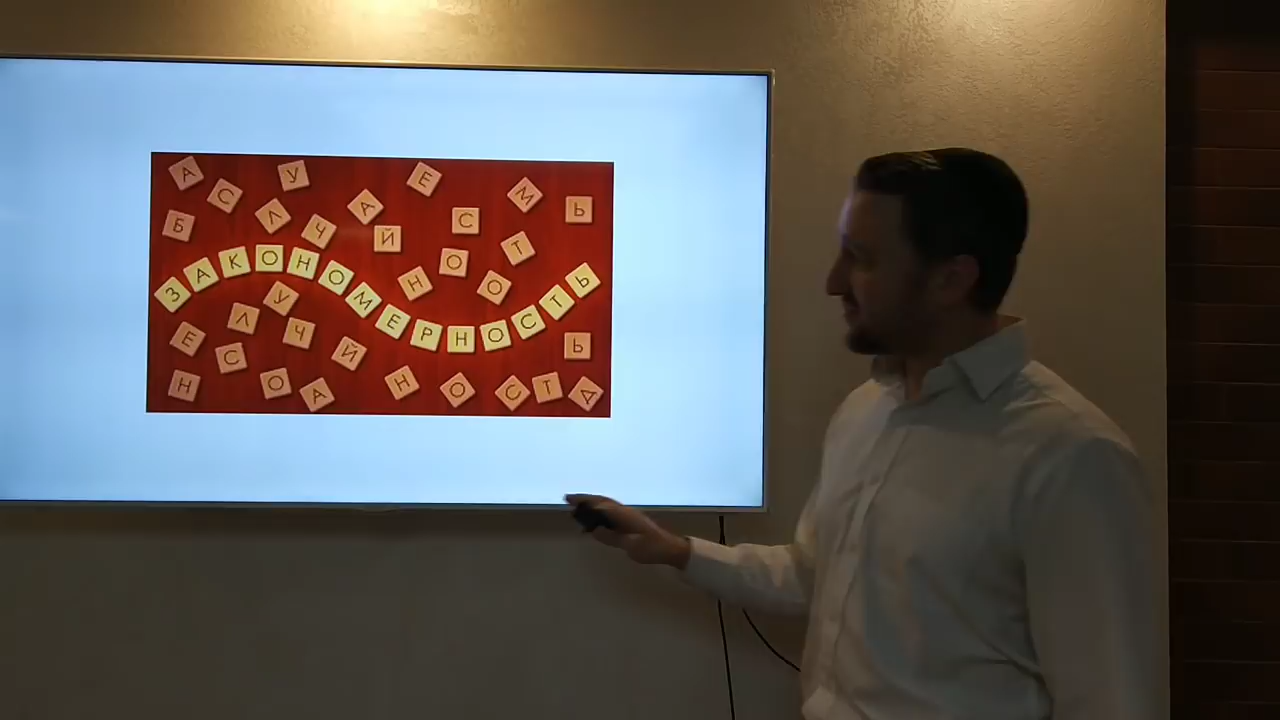 А У Е М
С А С Ь
Б Л Ч Й Т
Н О О
ЗАКОНОМЕРНОСТЬ
Л У
Е С Ч Й Ь
Н О А Н О С Т